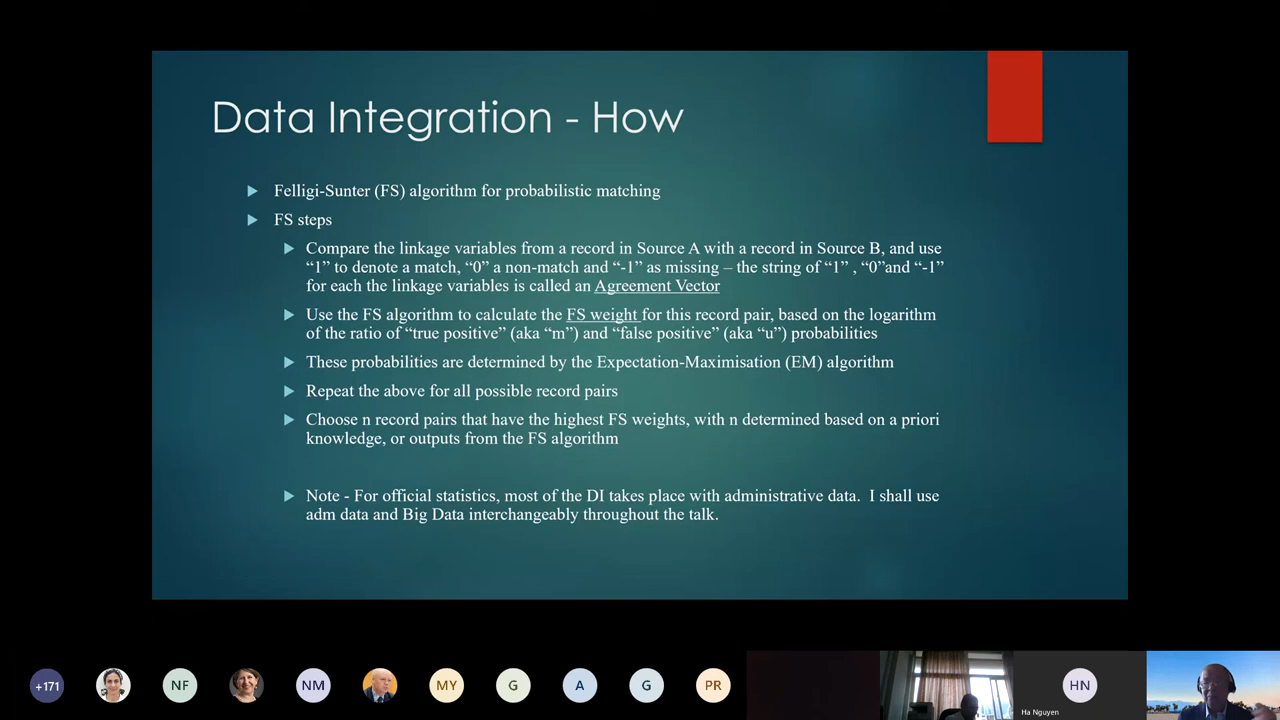 Data Integration - How
Felligi-Sunter (FS) algorithm for probabilistic matching
FS steps
Compare the linkage variables from a record in Source A with a record in Source B, and use
“1” to denote a match, “0” a non-match and “-1” as missing – the string of “1” , “0”and “-1”
for each the linkage variables is called an Agreement Vector
Use the FS algorithm to calculate the FS weight for this record pair, based on the logarithm
of the ratio of “true positive” (aka “m”) and “false positive” (aka “u”) probabilities
These probabilities are determined by the Expectation-Maximisation (EM) algorithm
Repeat the above for all possible record pairs
Choose n record pairs that have the highest FS weights, with n determined based on a priori
knowledge, or outputs from the FS algorithm
Note - For official statistics, most of the DI takes place with administrative data.  I shall use
adm data and Big Data interchangeably throughout the talk.
+171
NF
NM
MY
G
A
G
PR
HN
Ha Nguyen